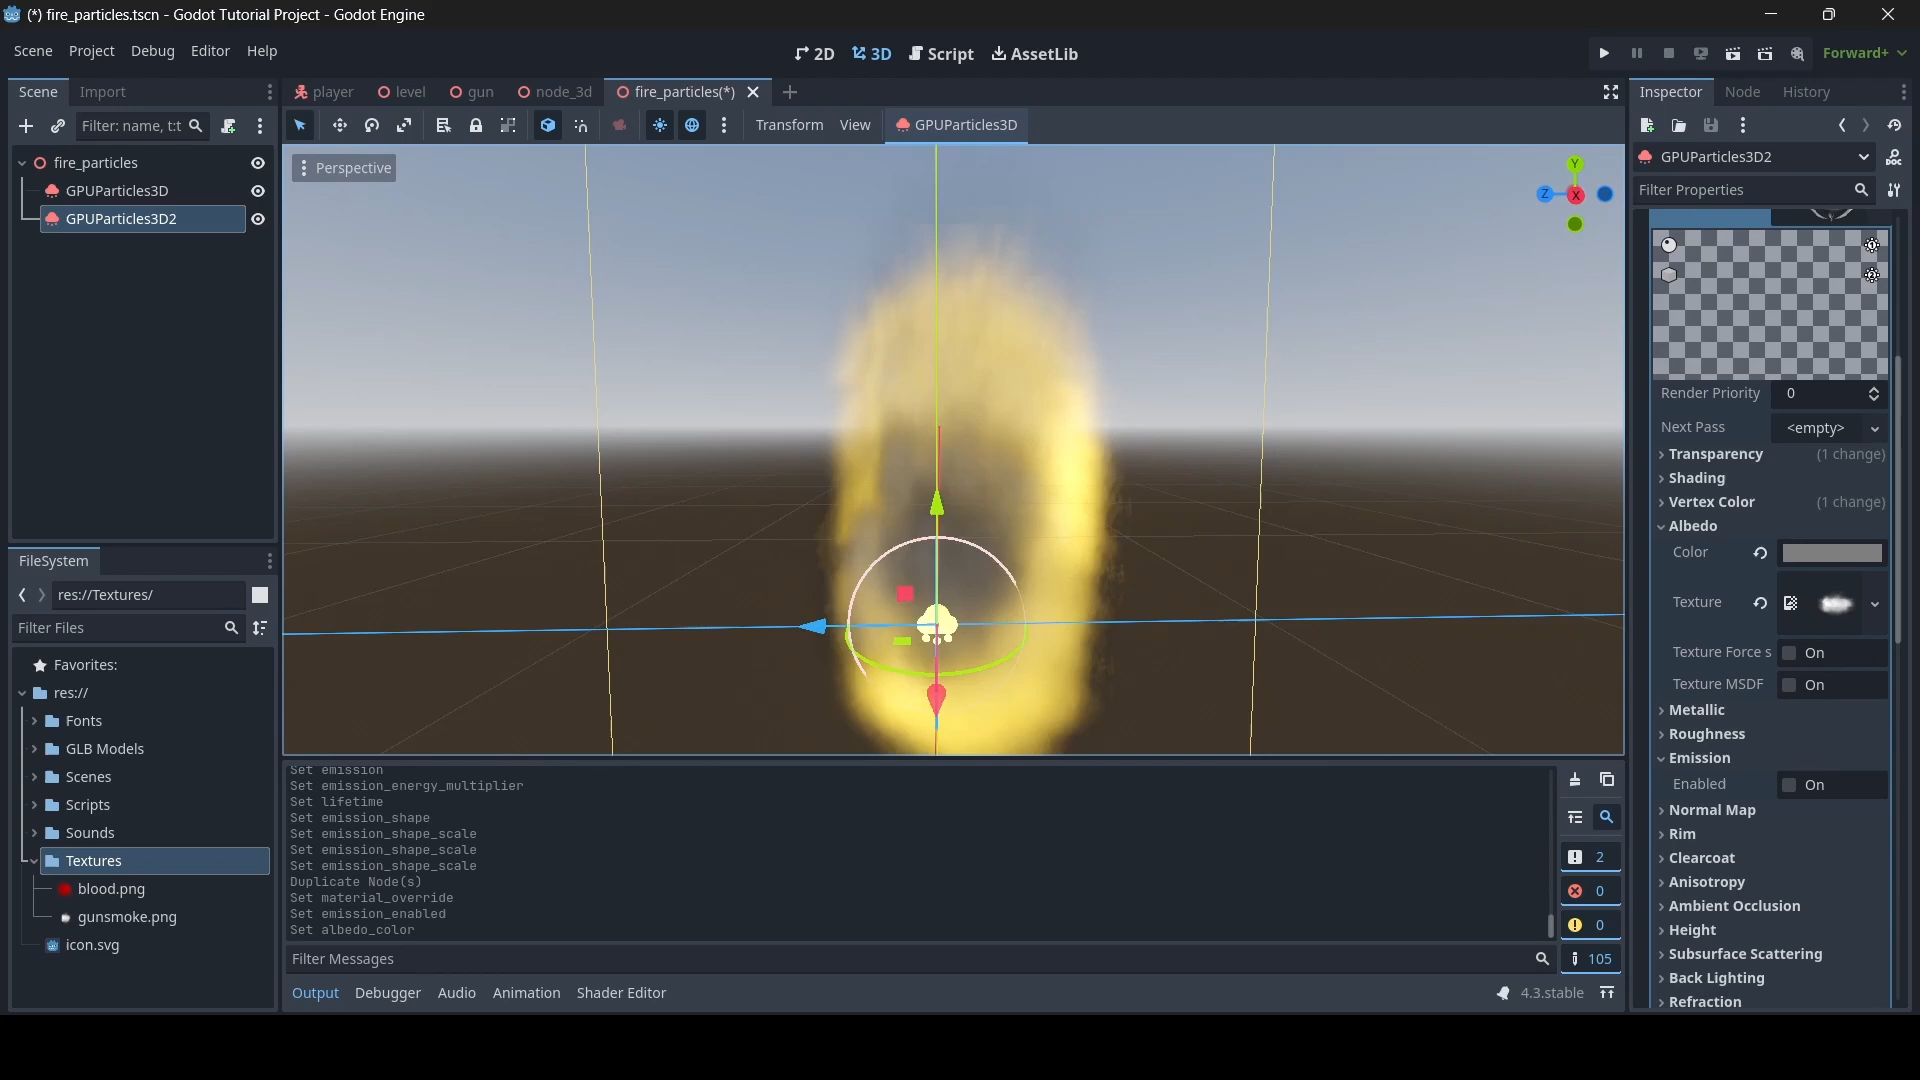 (*) fire_particles.tscn - Godot Tutorial Project - Godot Engine
Scene Project Debug Editor Help
2D 3D Script AssetLib
Forward+
Scene Import
Filter: name, t:t
fire_particles
GPUParticles3D
GPUParticles3D2
FileSystem
res://Textures/
Filter Files
Favorites:
res://
Fonts
GLB Models
Scenes
Scripts
Sounds
Textures
blood.png
gunsmoke.png
icon.svg
player level gun node_3d fire_particles(*)
Transform View GPUParticles3D
Perspective
Y
Z X
Set emission
Set emission_energy_multiplier
Set lifetime
Set emission_shape
Set emission_shape_scale
Set emission_shape_scale
Set emission_shape_scale
Duplicate Node(s)
Set material_override
Set emission_enabled
Set albedo_color
2
0
0
105
Filter Messages
Output Debugger Audio Animation Shader Editor
4.3.stable
Inspector Node History
GPUParticles3D2
Filter Properties
1
2
Render Priority 0
Next Pass <empty>
Transparency (1 change)
Shading
Vertex Color (1 change)
Albedo
Color
Texture
Texture Force s On
Texture MSDF On
Metallic
Roughness
Emission
Enabled On
Normal Map
Rim
Clearcoat
Anisotropy
Ambient Occlusion
Height
Subsurface Scattering
Back Lighting
Refraction